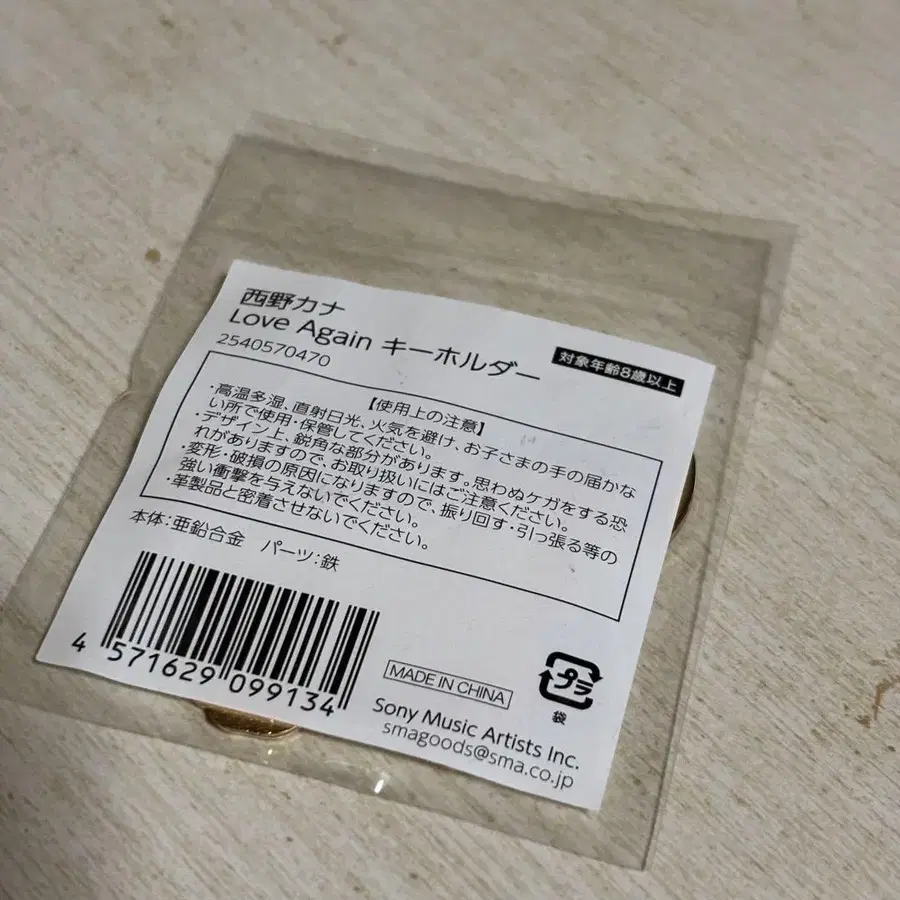 西野カナ
Love Again キーホルダー
対象年齢8歳以上
2540570470
【使用上の注意】
・高温多湿、直射日光、火気を避け、お子さまの手の届かな
い所で使用・保管してください。
・デザイン上、鋭角な部分があります。思わぬケガをする恐
れがありますので、お取り扱いにはご注意ください。
・変形・破損の原因になりますので、振り回す・引っ張る等の
強い衝撃を与えないでください。
・革製品と密着させないでください。
本体:亜鉛合金 パーツ:鉄
4 571629 099134
MADE IN CHINA
プラ
袋
Sony Music Artists Inc.
smagoods@sma.co.jp